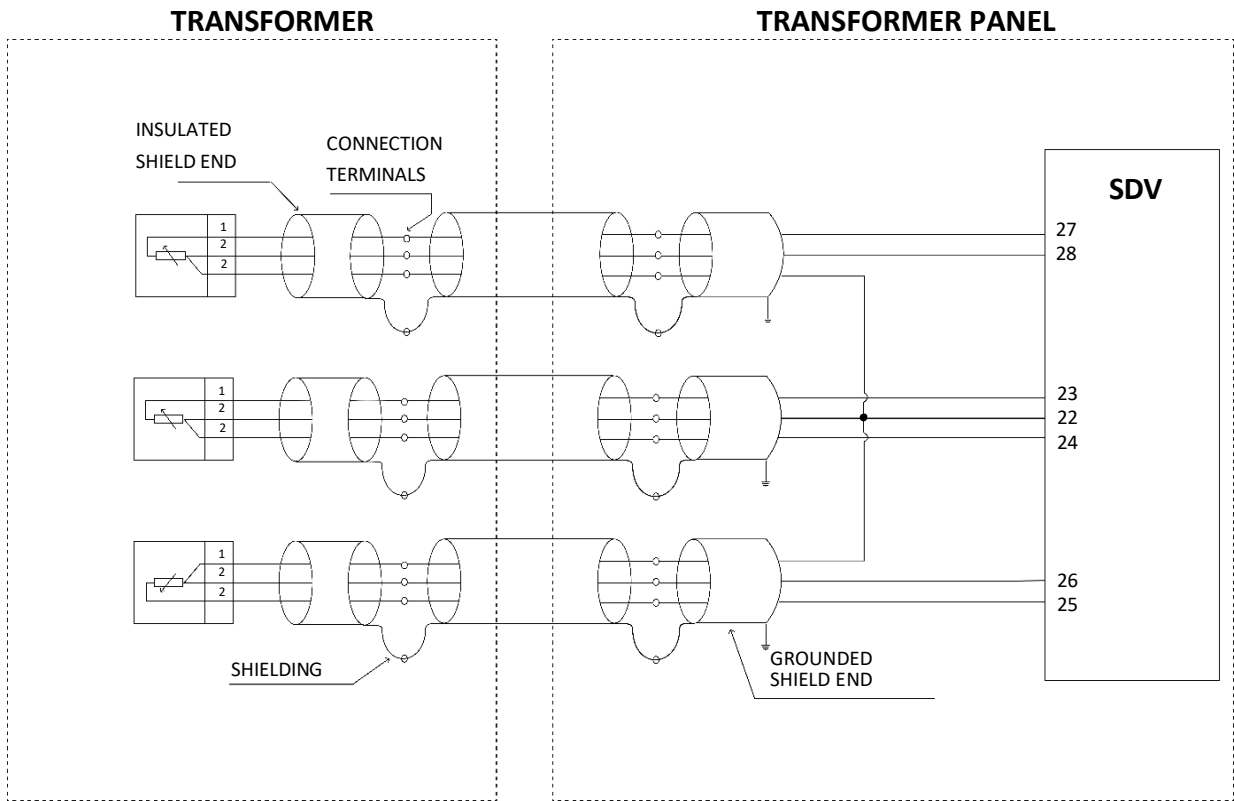 TRANSFORMER
TRANSFORMER PANEL
INSULATED
SHIELD END
CONNECTION
TERMINALS
SDV
1
2
2
27
28
1
2
2
23
22
24
1
2
2
26
25
SHIELDING
GROUNDED
SHIELD END